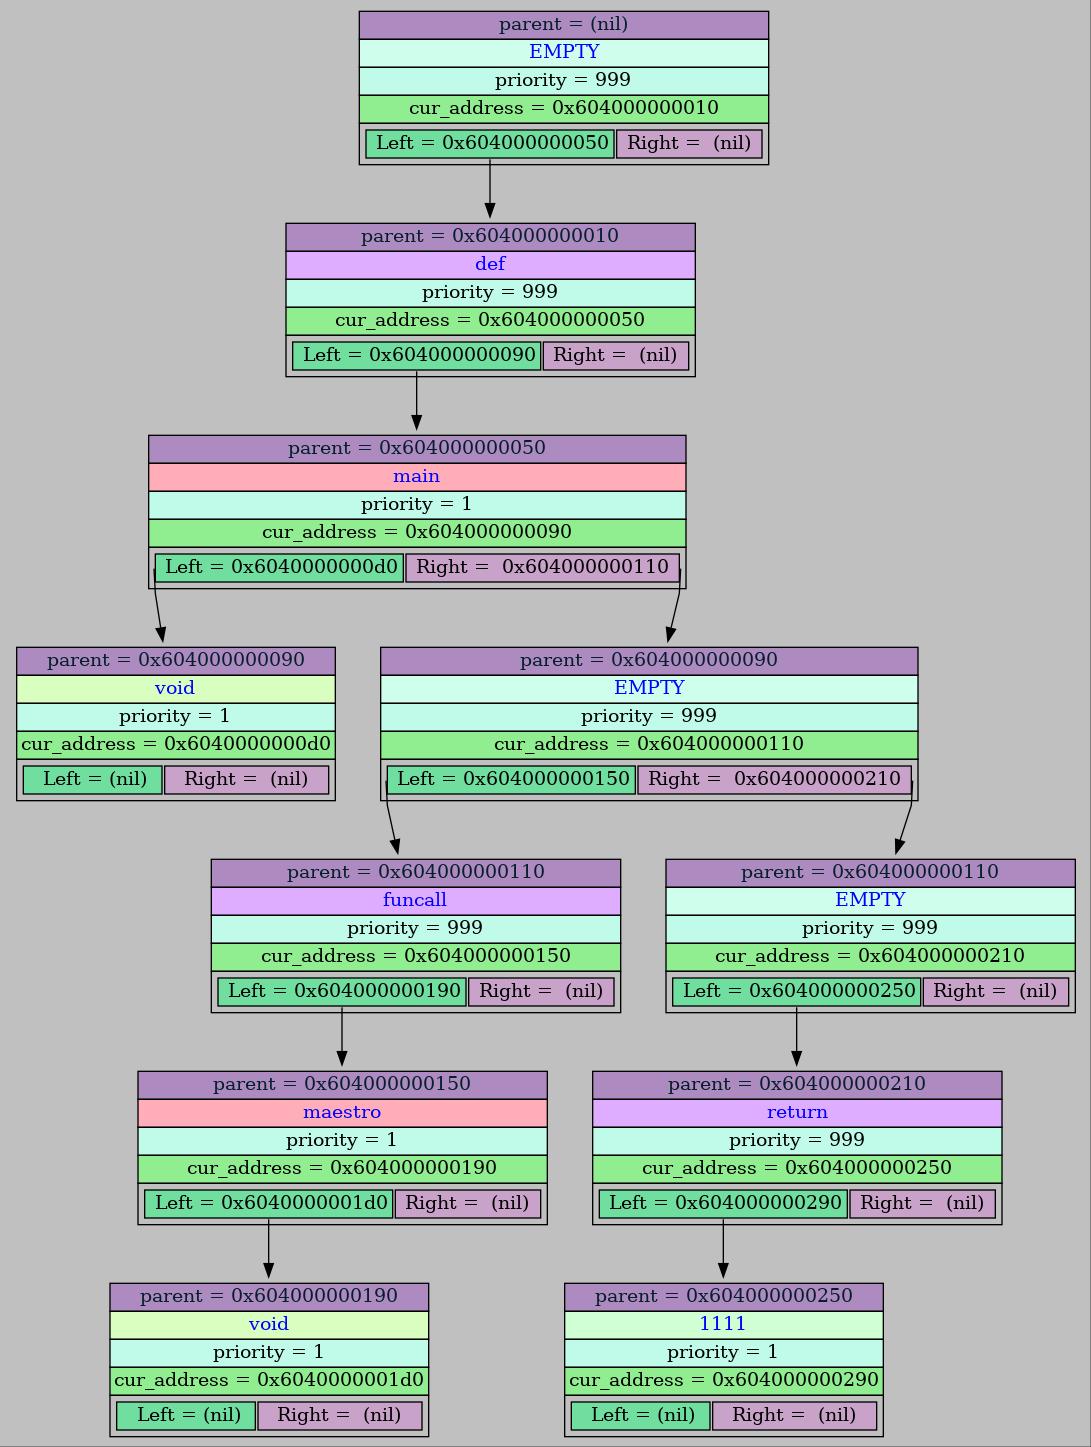 parent = (nil)
EMPTY
priority = 999
cur_address = 0x604000000010
Left = 0x604000000050 Right =  (nil)
parent = 0x604000000010
def
priority = 999
cur_address = 0x604000000050
Left = 0x604000000090 Right =  (nil)
parent = 0x604000000050
main
priority = 1
cur_address = 0x604000000090
Left = 0x6040000000d0 Right =  0x604000000110
parent = 0x604000000090
void
priority = 1
cur_address = 0x6040000000d0
Left = (nil) Right =  (nil)
parent = 0x604000000090
EMPTY
priority = 999
cur_address = 0x604000000110
Left = 0x604000000150 Right =  0x604000000210
parent = 0x604000000110
funcall
priority = 999
cur_address = 0x604000000150
Left = 0x604000000190 Right =  (nil)
parent = 0x604000000110
EMPTY
priority = 999
cur_address = 0x604000000210
Left = 0x604000000250 Right =  (nil)
parent = 0x604000000150
maestro
priority = 1
cur_address = 0x604000000190
Left = 0x6040000001d0 Right =  (nil)
parent = 0x604000000210
return
priority = 999
cur_address = 0x604000000250
Left = 0x604000000290 Right =  (nil)
parent = 0x604000000190
void
priority = 1
cur_address = 0x6040000001d0
Left = (nil) Right =  (nil)
parent = 0x604000000250
1111
priority = 1
cur_address = 0x604000000290
Left = (nil) Right =  (nil)